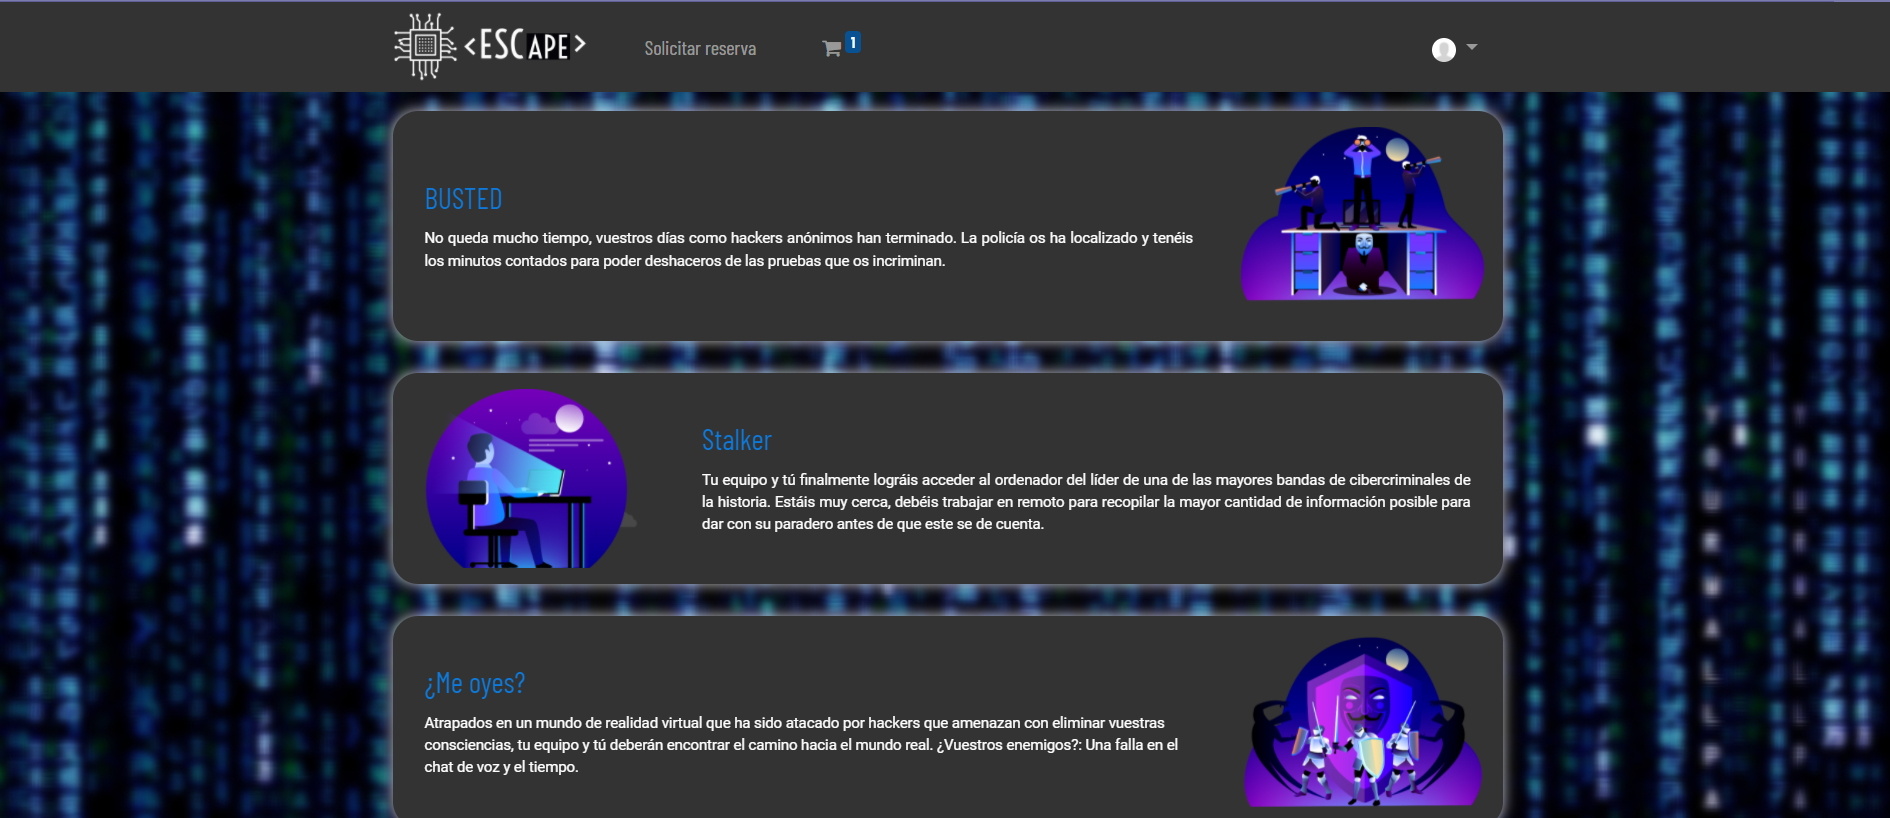 <ESCAPE>
Solicitar reserva
1
BUSTED
No queda mucho tiempo, vuestros días como hackers anónimos han terminado. La policía os ha localizado y tenéis
los minutos contados para poder deshaceros de las pruebas que os incriminan.
Stalker
Tu equipo y tú finalmente lográis acceder al ordenador del líder de una de las mayores bandas de cibercriminales de
la historia. Estáis muy cerca, debéis trabajar en remoto para recopilar la mayor cantidad de información posible para
dar con su paradero antes de que este se de cuenta.
¿Me oyes?
Atrapados en un mundo de realidad virtual que ha sido atacado por hackers que amenazan con eliminar vuestras
consciencias, tu equipo y tú deberán encontrar el camino hacia el mundo real. ¿Vuestros enemigos?: Una falla en el
chat de voz y el tiempo.